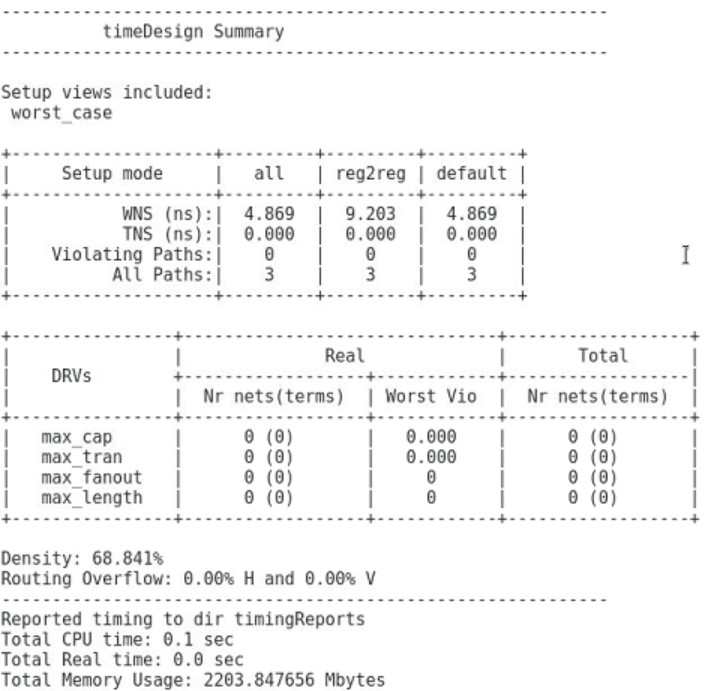 ------------------------------------------------------------
          timeDesign Summary
------------------------------------------------------------
Setup views included:
 worst_case
+--------------------+---------+---------+---------+
|     Setup mode     |   all   | reg2reg | default |
+--------------------+---------+---------+---------+
|           WNS (ns):|  4.869  |  9.203  |  4.869  |
|           TNS (ns):|  0.000  |  0.000  |  0.000  |
|    Violating Paths:|    0    |    0    |    0    |
|          All Paths:|    3    |    3    |    3    |
+--------------------+---------+---------+---------+
+----------------+-------------------------------+------------------+
|                |              Real             |       Total      |
|    DRVs        +------------------+------------+------------------|
|                |  Nr nets(terms)  | Worst Vio  |  Nr nets(terms)  |
+----------------+------------------+------------+------------------+
|   max_cap      |      0 (0)       |   0.000    |      0 (0)       |
|   max_tran     |      0 (0)       |   0.000    |      0 (0)       |
|   max_fanout   |      0 (0)       |     0      |      0 (0)       |
|   max_length   |      0 (0)       |     0      |      0 (0)       |
+----------------+------------------+------------+------------------+
Density: 68.841%
Routing Overflow: 0.00% H and 0.00% V
------------------------------------------------------------
Reported timing to dir timingReports
Total CPU time: 0.1 sec
Total Real time: 0.0 sec
Total Memory Usage: 2203.847656 Mbytes